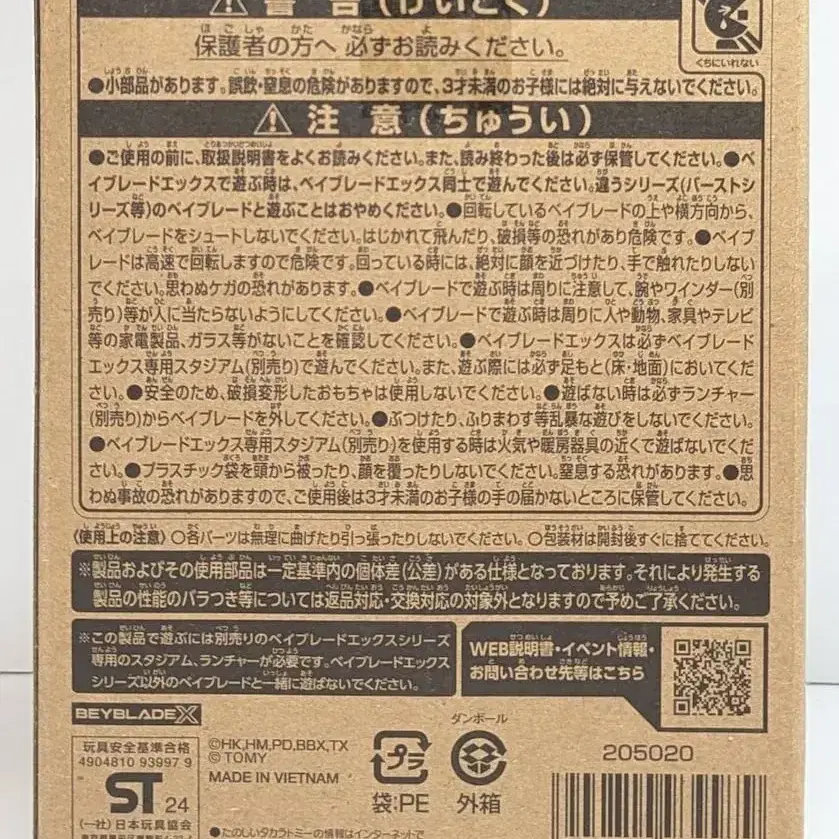 ⚠警 告(けいこく)
保護者の方へ 必ずお読みください。
くちにいれない
●小部品があります。誤飲・窒息の危険がありますので、3才未満のお子様には絶対に与えないでください。
⚠注 意(ちゅうい)
●ご使用の前に、取扱説明書をよくお読みください。また、読み終わった後は必ず保管してください。●ベ
イブレードエックスで遊ぶ時は、ベイブレードエックス同士で遊んでください。違うシリーズ(バーストシ
リーズ等)のベイブレードと遊ぶことはおやめください。●回転しているベイブレードの上や横方向から、
ベイブレードをシュートしないでください。はじかれて飛んだり、破損等の恐れがあり危険です。●ベイブ
レードは高速で回転しますので危険です。回っている時には、絶対に顔を近づけたり、手で触れたりしない
でください。思わぬケガの恐れがあります。●ベイブレードで遊ぶ時は周りに注意して、腕やワインダー(別
売り)等が人に当たらないようにしてください。●ベイブレードで遊ぶ時は周りに人や動物、家具やテレビ
等の家電製品、ガラス等がないことを確認してください。●ベイブレードエックスは必ずベイブレード
エックス専用スタジアム(別売り)で遊んでください。また、遊ぶ際には必ず足もと(床・地面)においてくだ
さい。●安全のため、破損変形したおもちゃは使用しないでください。●遊ばない時は必ずランチャー
(別売り)からベイブレードを外してください。●ぶつけたり、ふりまわす等乱暴な遊びをしないでください。
●ベイブレードエックス専用スタジアム(別売り)を使用する時は火気や暖房器具の近くで遊ばないでください。
●プラスチック袋を頭から被ったり、顔を覆ったりしないでください。窒息する恐れがあります。●思
わぬ事故の恐れがありますので、ご使用後は3才未満のお子様の手の届かないところに保管してください。
〈使用上の注意〉 ○各パーツは無理に曲げたり引っ張ったりしないでください。 ○包装材は開封後すぐに捨ててください。
※製品およびその使用部品は一定基準内の個体差(公差)がある仕様となっております。それにより発生する
製品の性能のバラつき等については返品対応・交換対応の対象外となりますので予めご了承ください。
※この製品で遊ぶには別売りのベイブレードエックスシリーズ
専用のスタジアム、ランチャーが必要です。ベイブレードエックス
シリーズ以外のベイブレードと一緒に遊ばないでください。
WEB説明書・イベント情報・
お問い合わせ先等はこちら
BEYBLADE X
玩具安全基準合格
4904810 93997 9
ST 24
(一社)日本玩具協会
©HK,HM,PD,BBX,TX
© TOMY
MADE IN VIETNAM
プラ
袋:PE
ダンボール
外箱
205020
●たのしいタカラトミーの情報はインターネットで